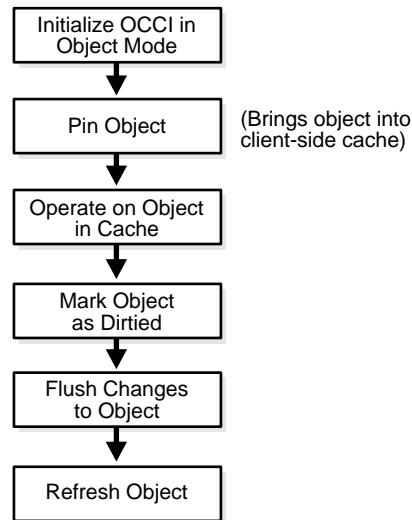 Initialize OCCI in
Object Mode
Pin Object
(Brings object into
client-side cache)
Operate on Object
in Cache
Mark Object
as Dirtied
Flush Changes
to Object
Refresh Object